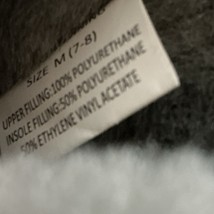 SIZE M (7-8)
UPPER FILLING:100% POLYURETHANE
INSOLE FILLING:50% POLYURETHANE
50% ETHYLENE VINYL ACETATE